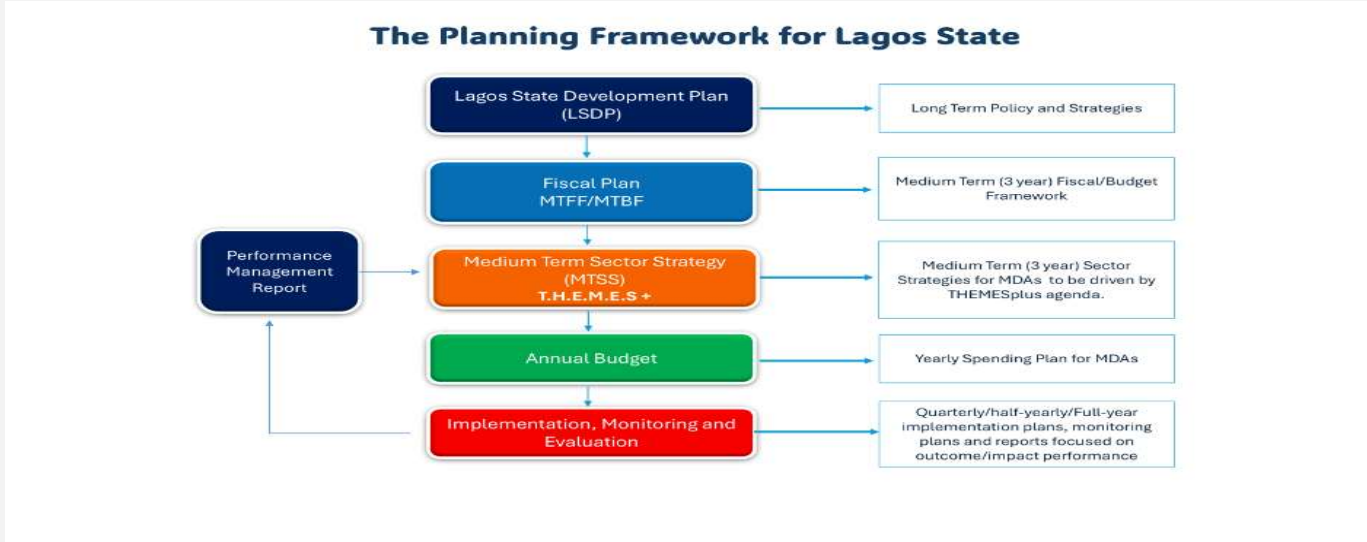 The Planning Framework for Lagos State
Lagos State Development Plan
(LSDP)
Long Term Policy and Strategies
Fiscal Plan
MTFF/MTBF
Medium Term (3 year) Fiscal/Budget
Framework
Performance
Management
Report
Medium Term Sector Strategy
(MTSS)
T.H.E.M.E.S +
Medium Term (3 year) Sector
Strategies for MDAs to be driven by
THEMESplus agenda.
Annual Budget
Yearly Spending Plan for MDAs
Implementation, Monitoring and
Evaluation
Quarterly/half-yearly/Full-year
implementation plans, monitoring
plans and reports focused on
outcome/impact performance